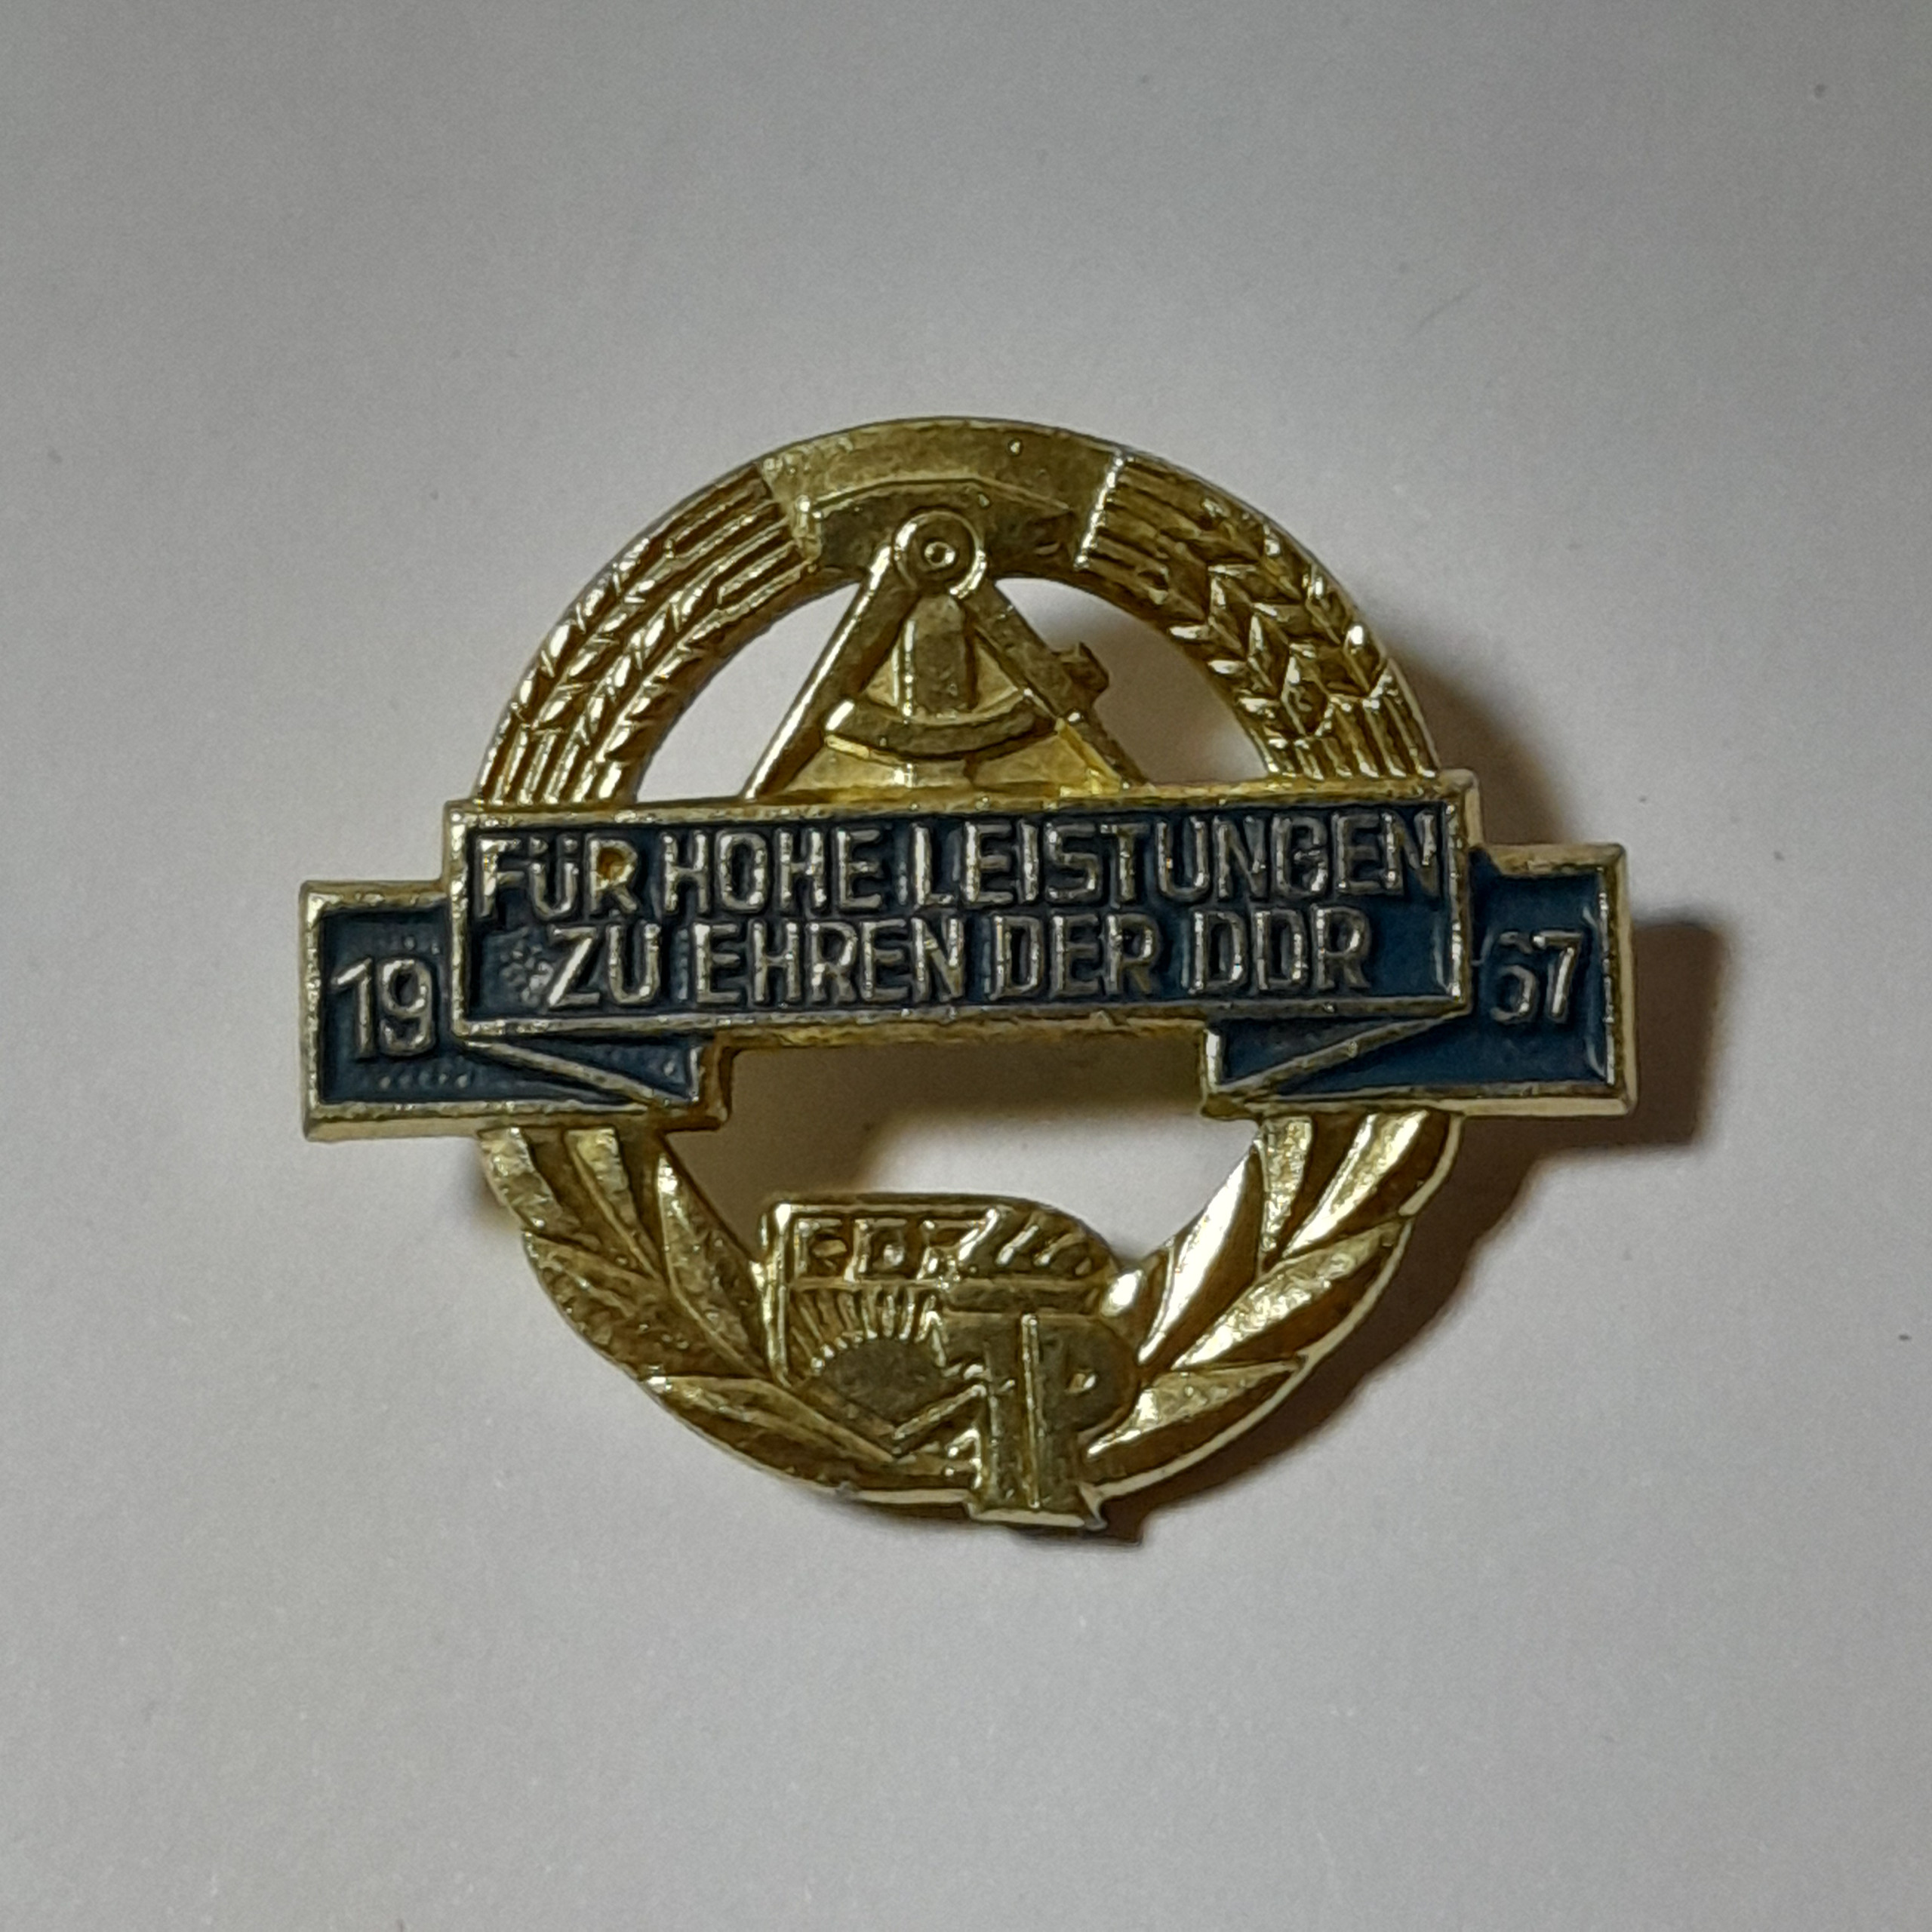 FÜR HOHE LEISTUNGEN
ZU EHREN DER DDR
19 67